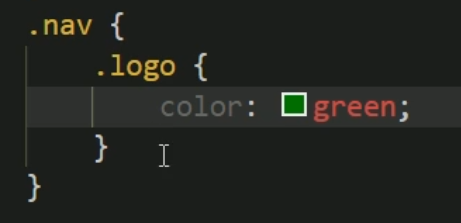 .nav {
    .logo {
        color: green;
    }
}